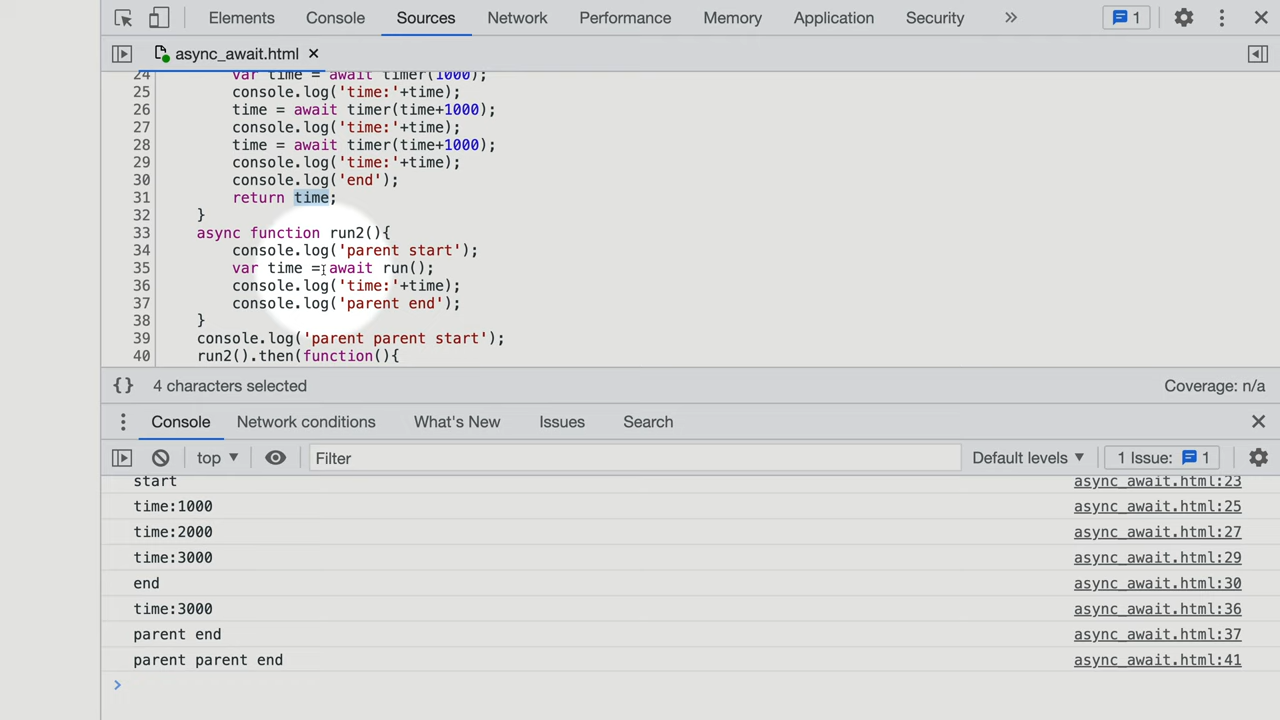 Elements Console Sources Network Performance Memory Application Security » 1
async_await.html ×
24 var time = await timer(1000);
25 console.log('time:'+time);
26 time = await timer(time+1000);
27 console.log('time:'+time);
28 time = await timer(time+1000);
29 console.log('time:'+time);
30 console.log('end');
31 return time;
32 }
33 async function run2(){
34 console.log('parent start');
35 var time = await run();
36 console.log('time:'+time);
37 console.log('parent end');
38 }
39 console.log('parent parent start');
40 run2().then(function(){
{} 4 characters selected Coverage: n/a
Console Network conditions What's New Issues Search
top ▼ Filter Default levels ▼ 1 Issue: 1
start async_await.html:23
time:1000 async_await.html:25
time:2000 async_await.html:27
time:3000 async_await.html:29
end async_await.html:30
time:3000 async_await.html:36
parent end async_await.html:37
parent parent end async_await.html:41
>